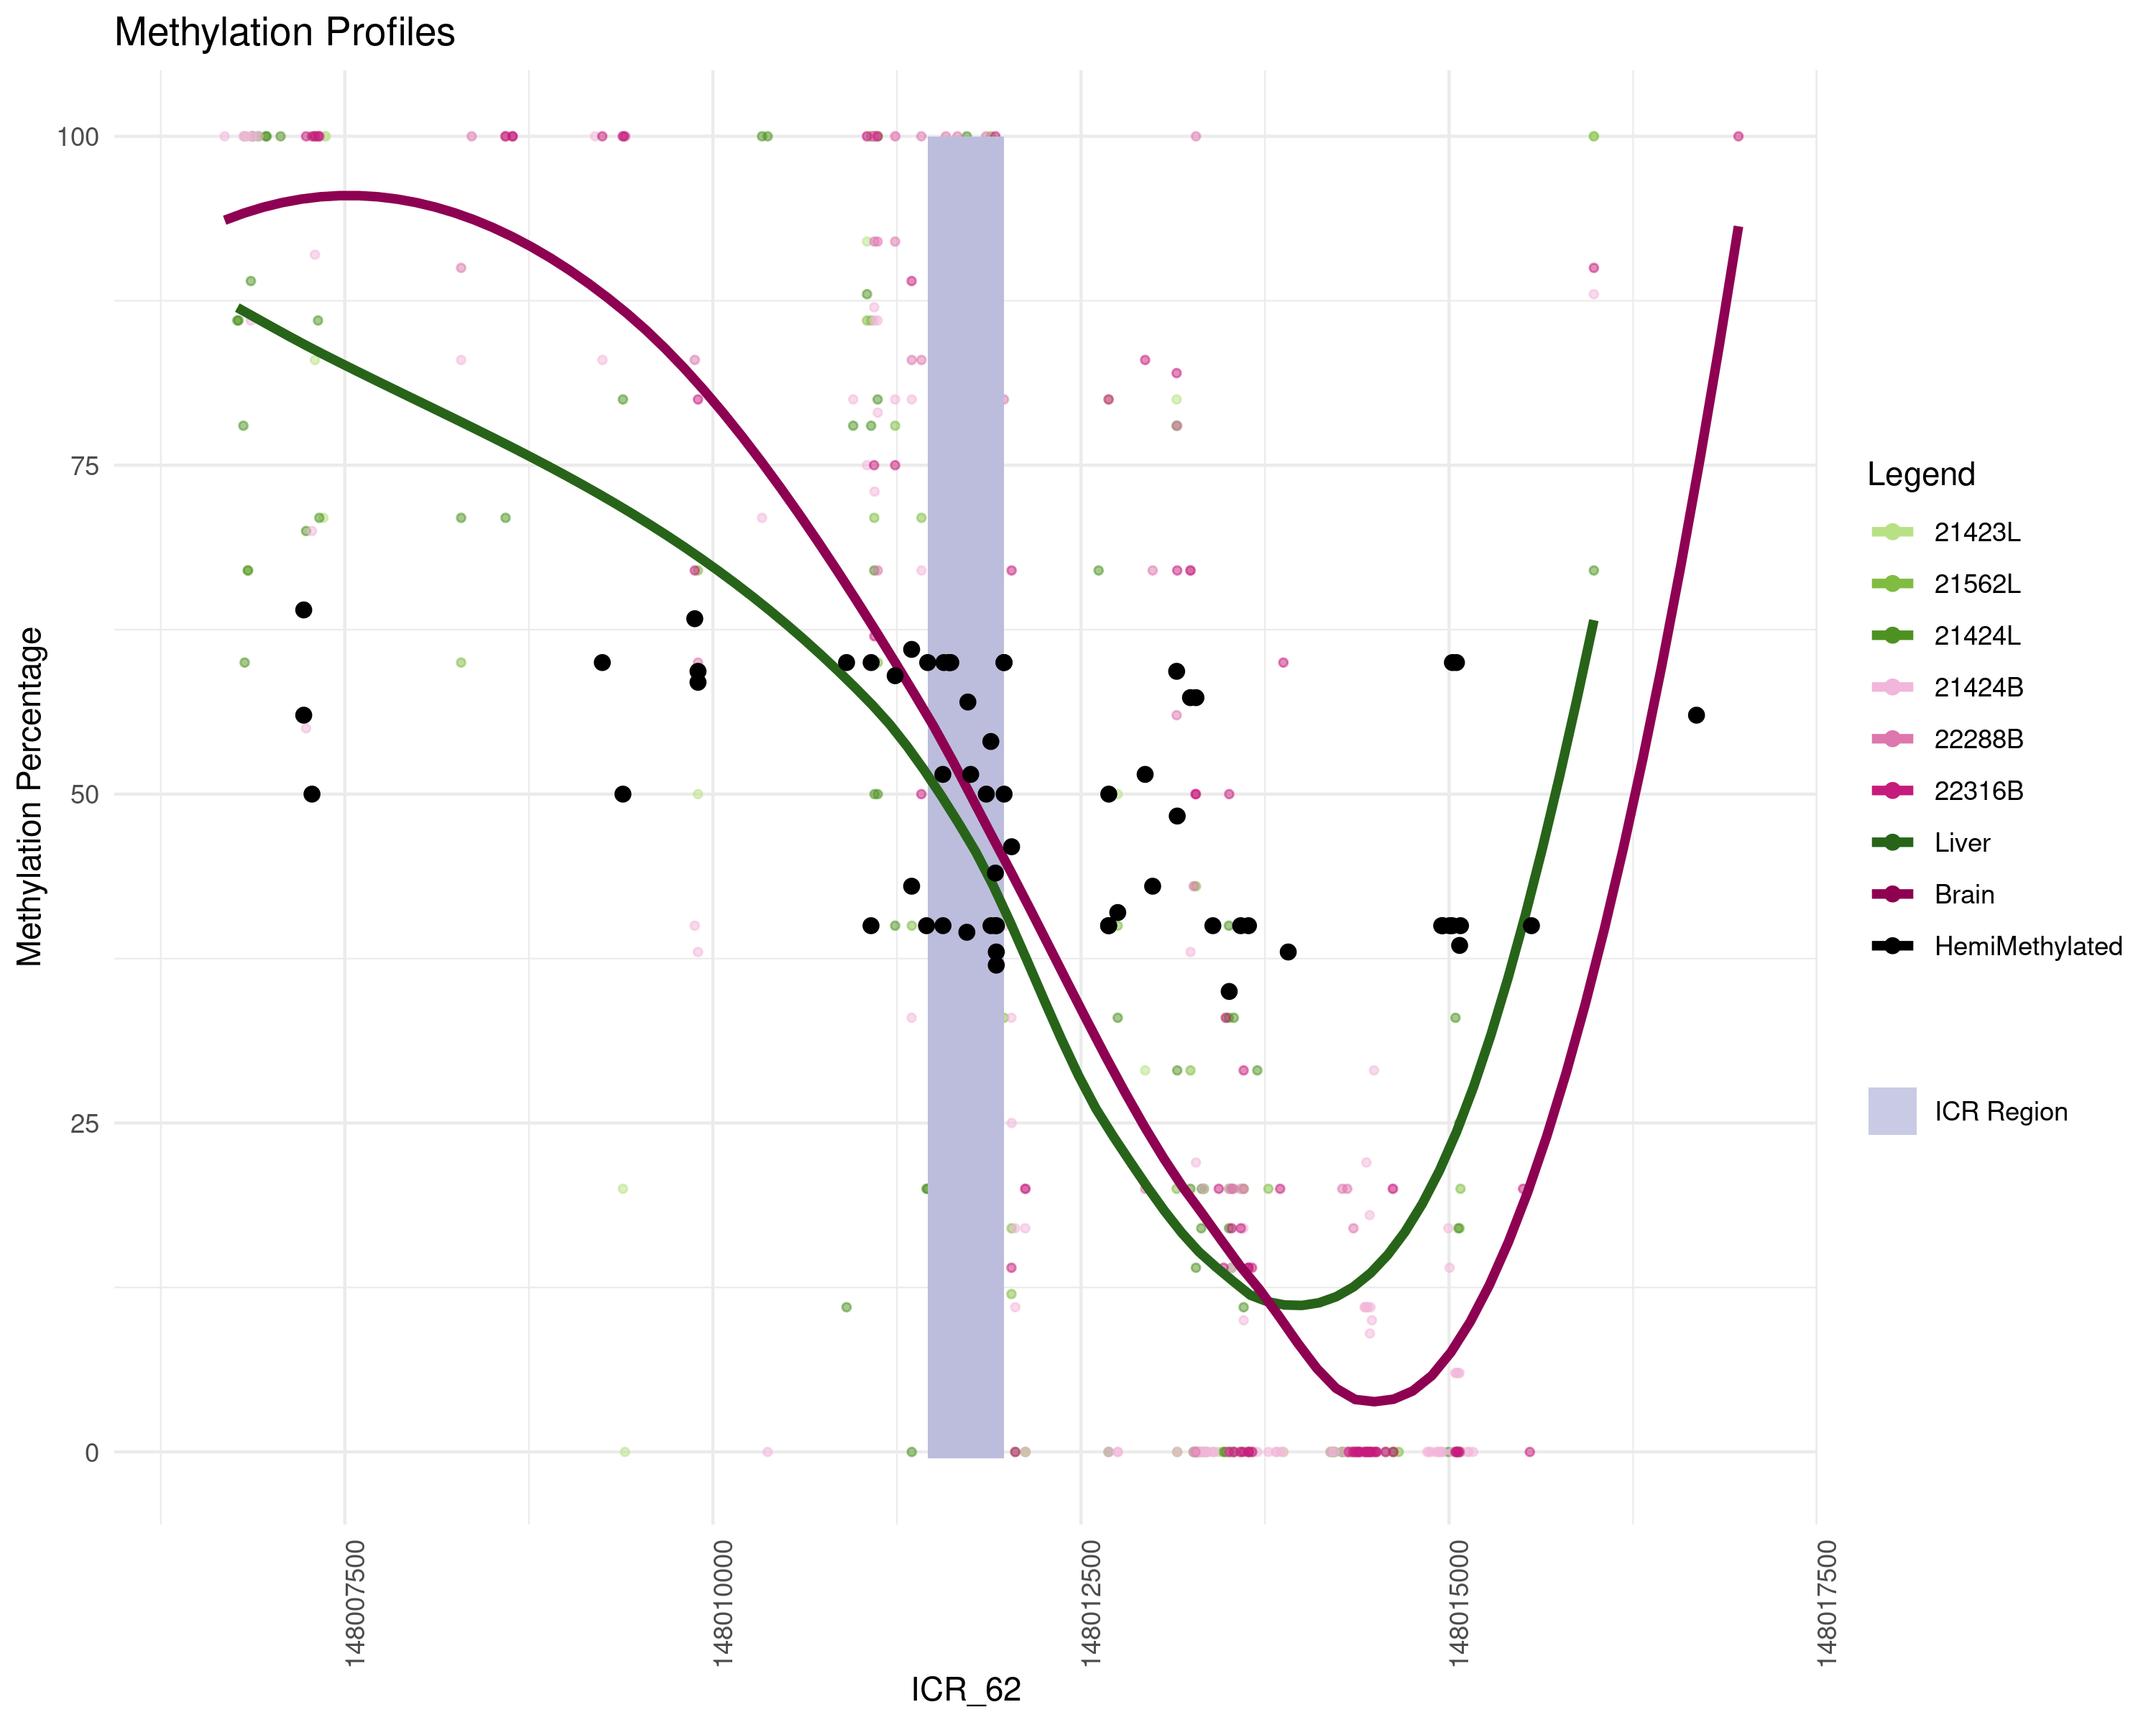 Methylation Profiles
Methylation Percentage
100
75
50
25
0
148007500
148010000
148012500
148015000
148017500
ICR_62
Legend
21423L
21562L
21424L
21424B
22288B
22316B
Liver
Brain
HemiMethylated
ICR Region